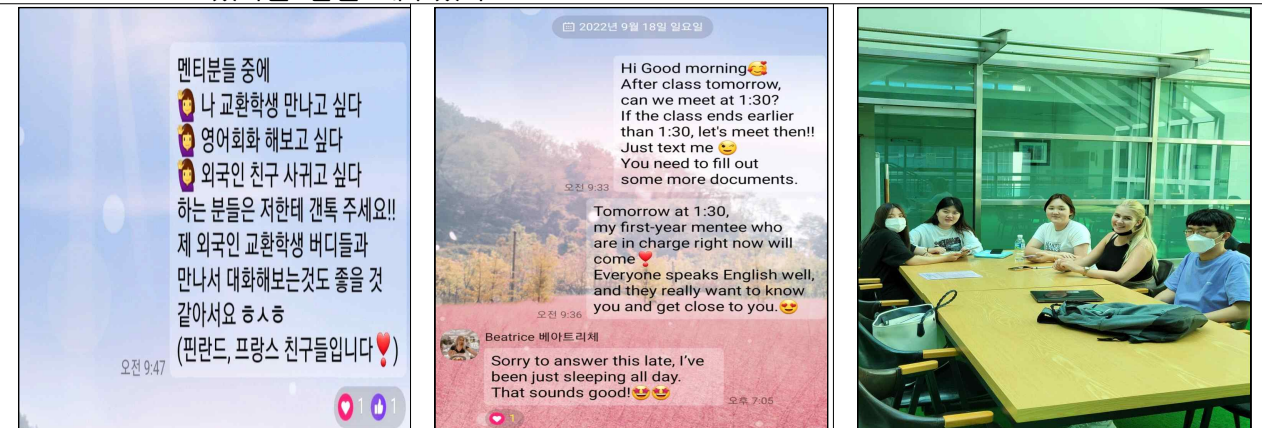 멘티분들 중에
🙋‍♀️ 나 교환학생 만나고 싶다
🙋‍♀️ 영어회화 해보고 싶다
🙋‍♀️ 외국인 친구 사귀고 싶다
하는 분들은 저한테 갠톡 주세요!!
제 외국인 교환학생 버디들과
만나서 대화해보는것도 좋을 것
같아서요 ㅎㅅㅎ
(핀란드, 프랑스 친구들입니다❣️)
오전 9:47
1 1
2022년 9월 18일 일요일
Hi Good morning🥰
After class tomorrow,
can we meet at 1:30?
If the class ends earlier
than 1:30, let's meet then!!
Just text me 😉
You need to fill out
some more documents.
오전 9:33
Tomorrow at 1:30,
my first-year mentee who
are in charge right now will
come❣️
Everyone speaks English well,
and they really want to know
you and get close to you.😍
오전 9:36
Beatrice 베아트리체
Sorry to answer this late, I've
been just sleeping all day.
That sounds good!🤩🤩
오후 7:05
1